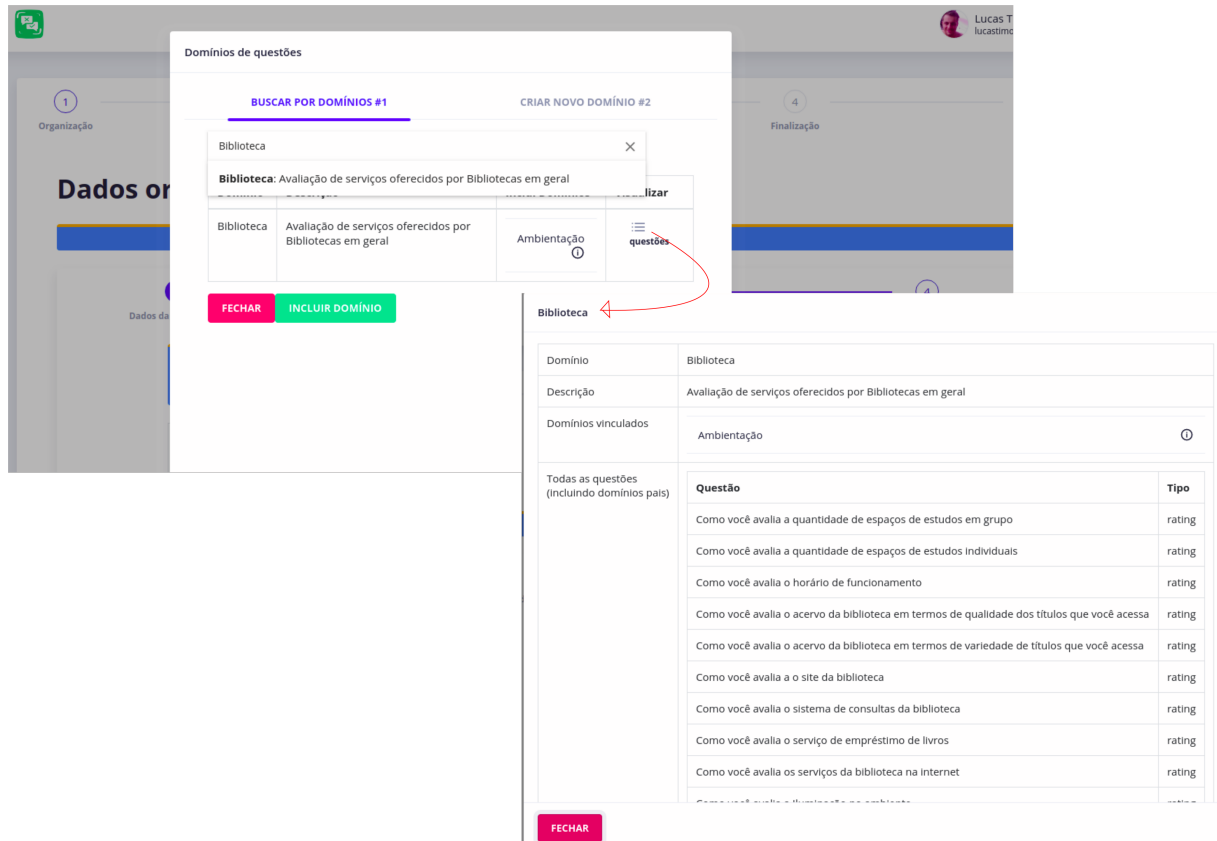 Lucas T
lucastimo
Domínios de questões
BUSCAR POR DOMÍNIOS #1
CRIAR NOVO DOMÍNIO #2
1
4
Organização
Finalização
Biblioteca
Biblioteca: Avaliação de serviços oferecidos por Bibliotecas em geral
Dados or
Biblioteca
Avaliação de serviços oferecidos por
Bibliotecas em geral
Ambientação
questões
FECHAR
INCLUIR DOMÍNIO
Dados da
4
Biblioteca
Domínio
Biblioteca
Descrição
Avaliação de serviços oferecidos por Bibliotecas em geral
Domínios vinculados
Ambientação
Todas as questões
(incluindo domínios pais)
Questão
Tipo
Como você avalia a quantidade de espaços de estudos em grupo
rating
Como você avalia a quantidade de espaços de estudos individuais
rating
Como você avalia o horário de funcionamento
rating
Como você avalia o acervo da biblioteca em termos de qualidade dos títulos que você acessa
rating
Como você avalia o acervo da biblioteca em termos de variedade de títulos que você acessa
rating
Como você avalia a o site da biblioteca
rating
Como você avalia o sistema de consultas da biblioteca
rating
Como você avalia o serviço de empréstimo de livros
rating
Como você avalia os serviços da biblioteca na internet
rating
FECHAR